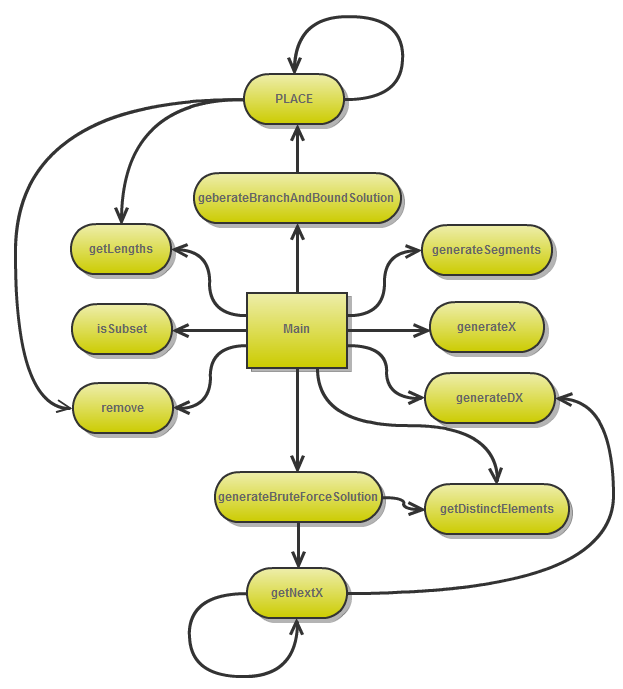 PLACE
geberateBranchAndBoundSolution
getLengths
generateSegments
isSubset
Main
generateX
remove
generateDX
generateBruteForceSolution
getDistinctElements
getNextX